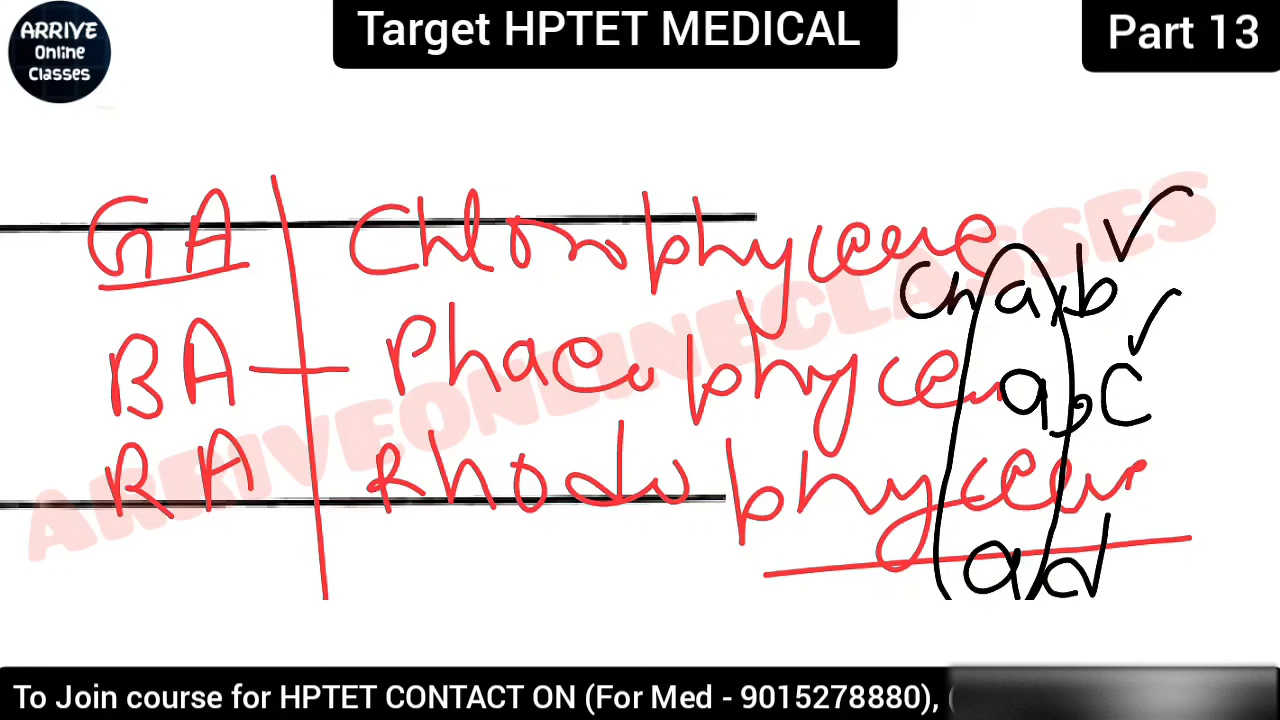 ARRIVE
Online
Classes
Target HPTET MEDICAL
Part 13
GA Chlorophyceae
Ch a, b ✓
BA - Phaeophyceae
a, c ✓
RA Rhodophyceae
a, d
ARRIVEONLINECLASSES
To Join course for HPTET CONTACT ON (For Med - 9015278880), (